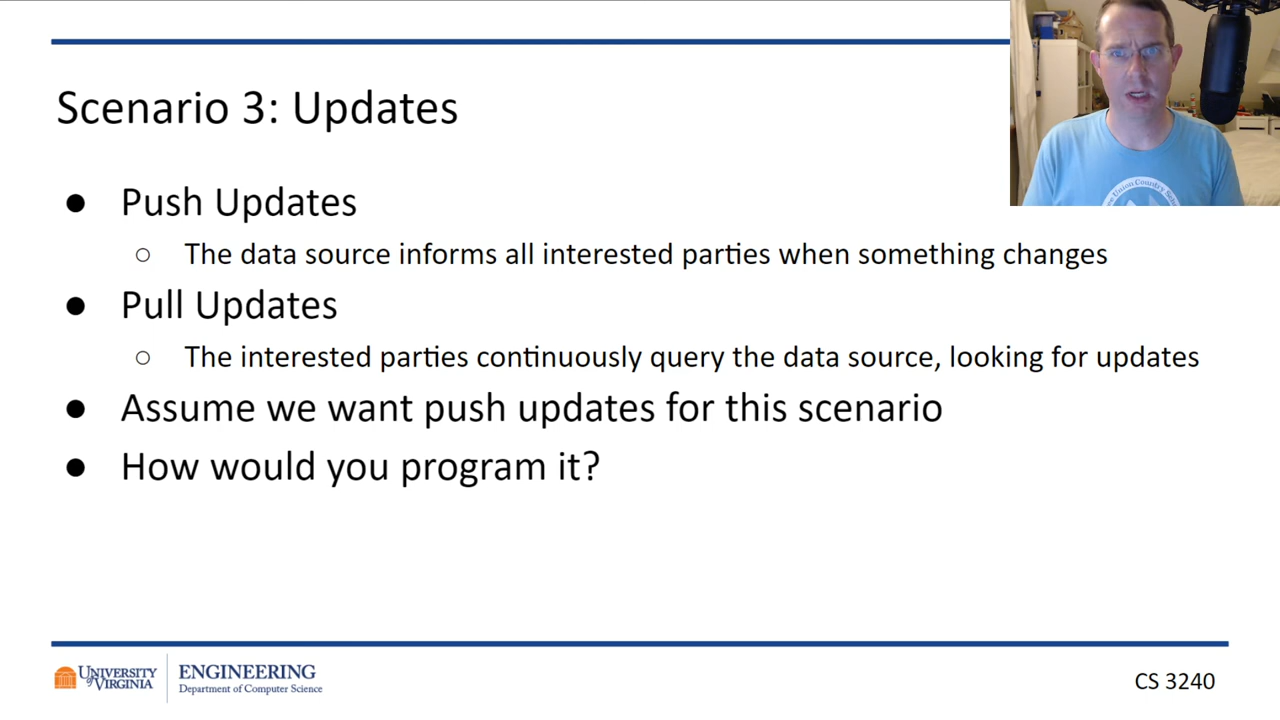 Scenario 3: Updates
● Push Updates
○ The data source informs all interested parties when something changes
● Pull Updates
○ The interested parties continuously query the data source, looking for updates
● Assume we want push updates for this scenario
● How would you program it?
Union Country
UNIVERSITY
of VIRGINIA
ENGINEERING
Department of Computer Science
CS 3240